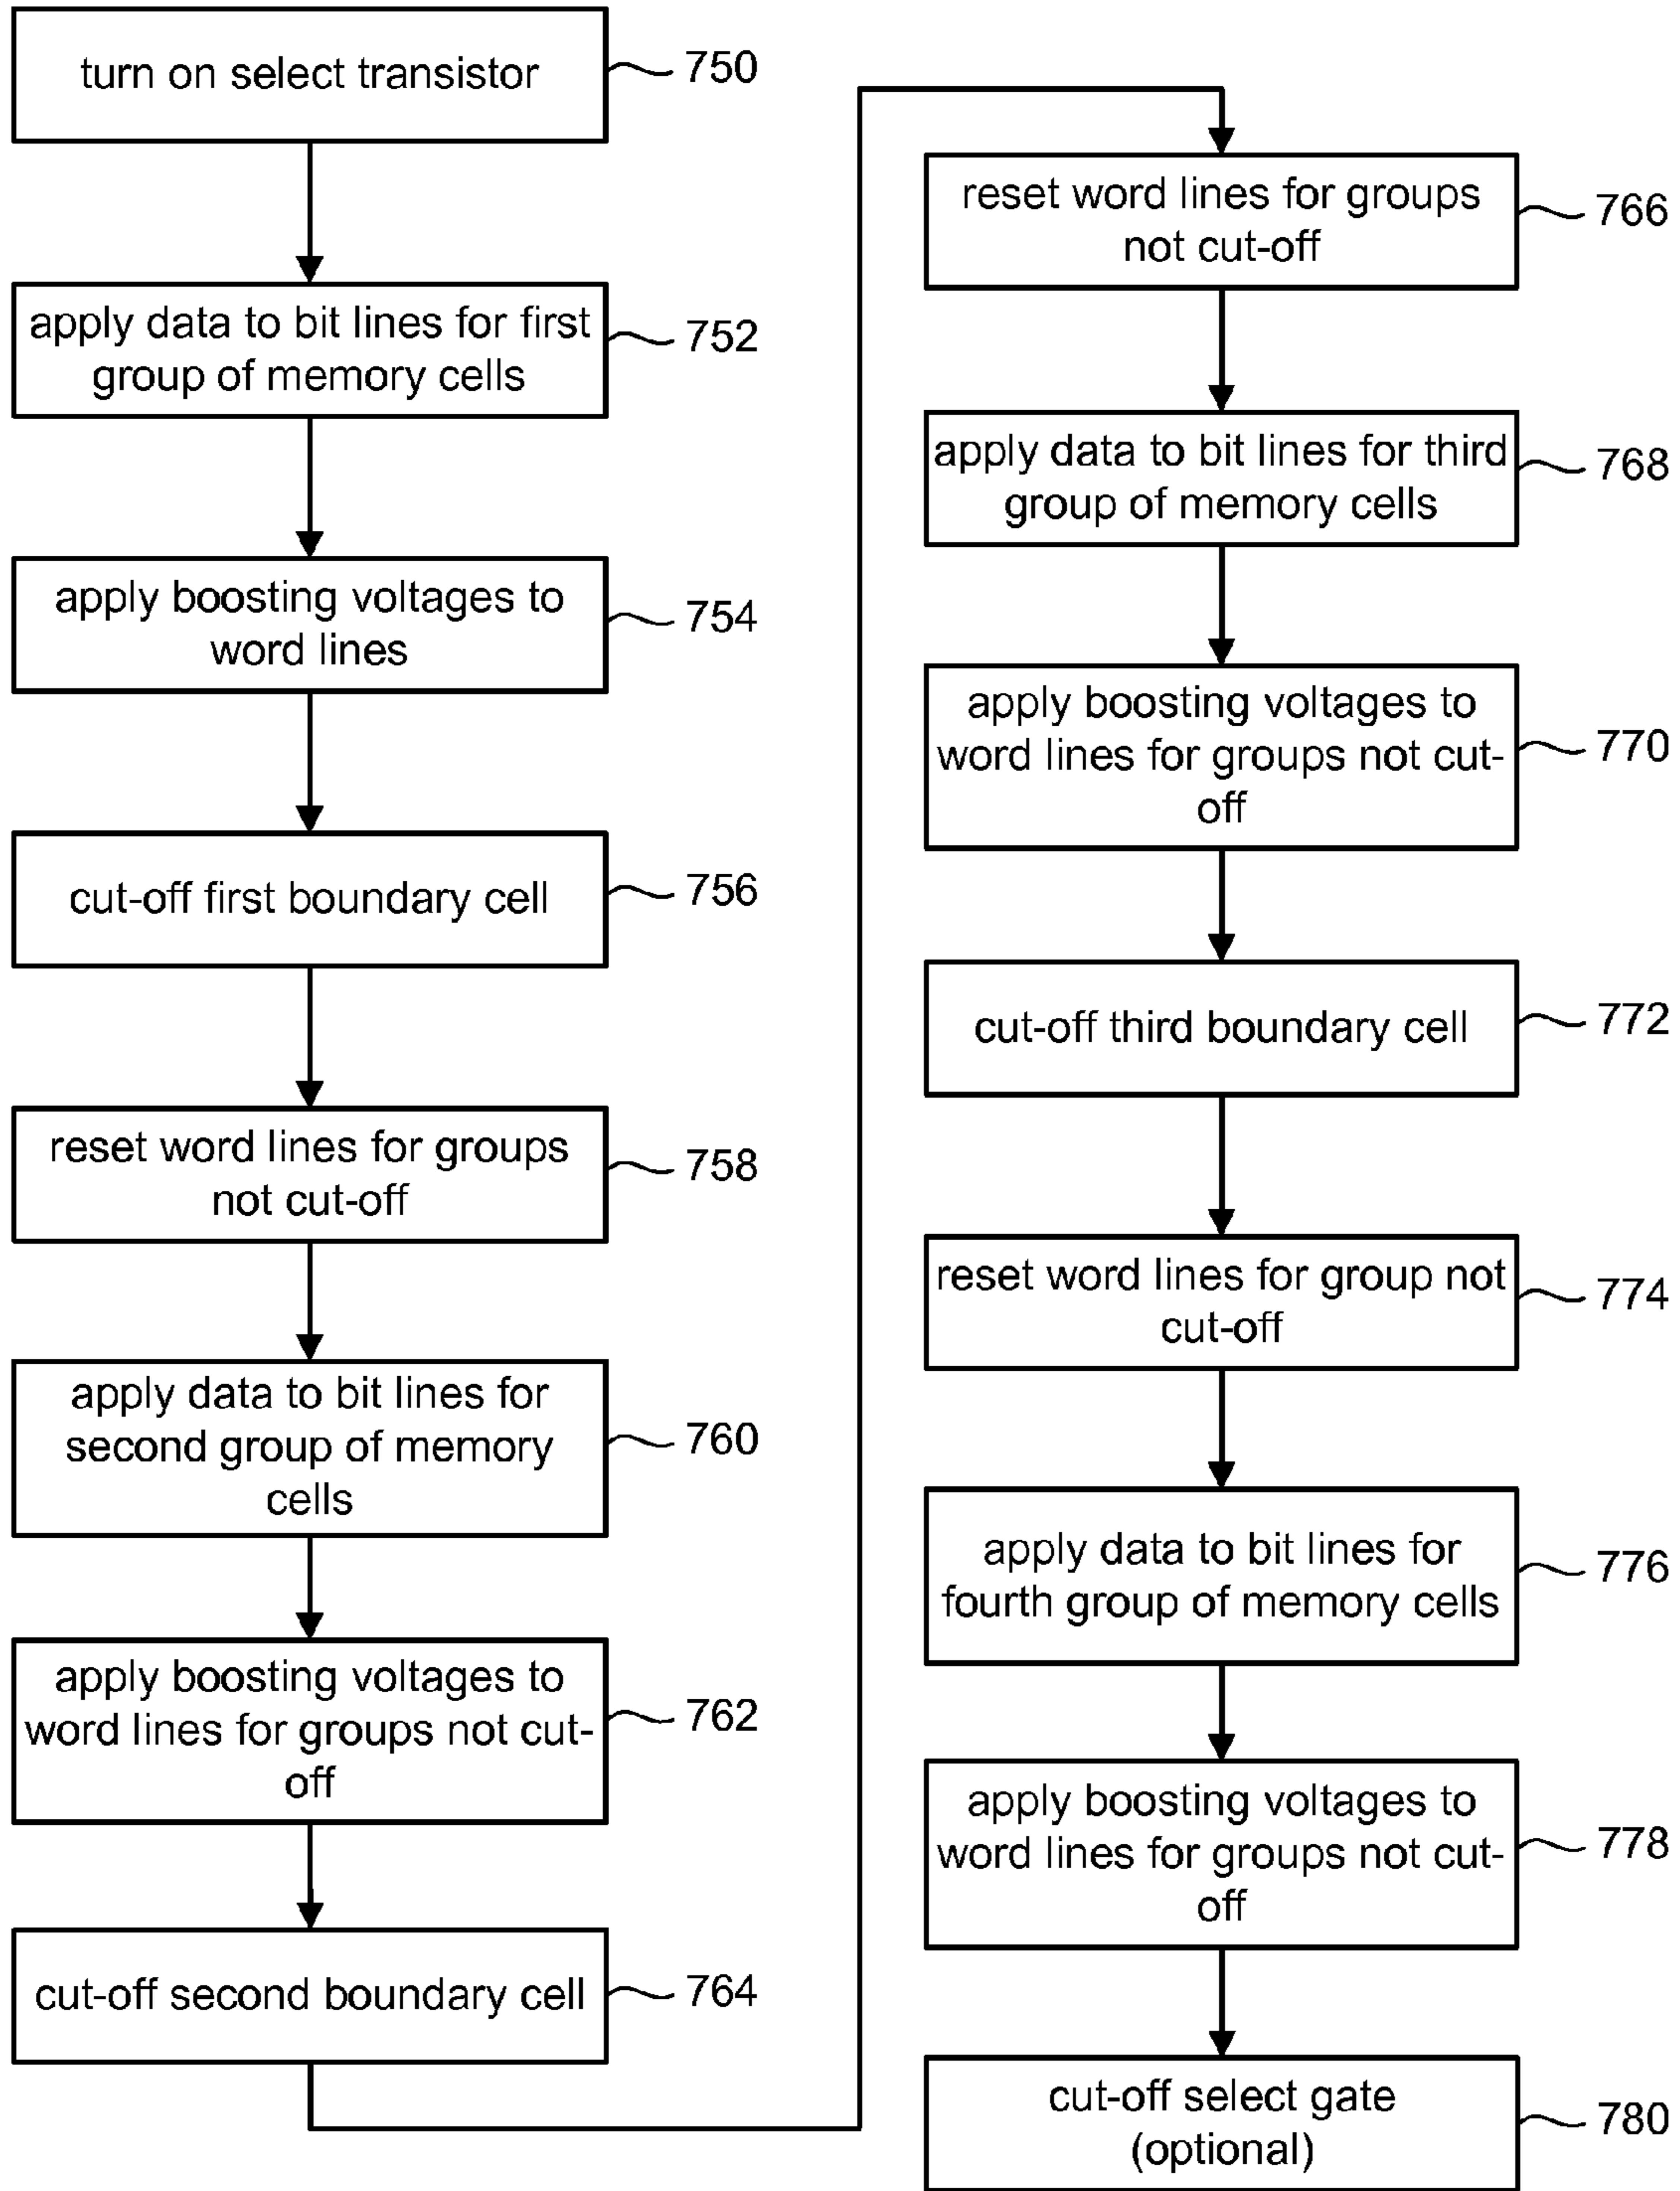 turn on select transistor
750
apply data to bit lines for first
group of memory cells
752
apply boosting voltages to
word lines
754
cut-off first boundary cell
756
reset word lines for groups
not cut-off
758
apply data to bit lines for
second group of memory
cells
760
apply boosting voltages to
word lines for groups not cut-
off
762
cut-off second boundary cell
764
reset word lines for groups
not cut-off
766
apply data to bit lines for third
group of memory cells
768
apply boosting voltages to
word lines for groups not cut-
off
770
cut-off third boundary cell
772
reset word lines for group not
cut-off
774
apply data to bit lines for
fourth group of memory cells
776
apply boosting voltages to
word lines for groups not cut-
off
778
cut-off select gate
(optional)
780